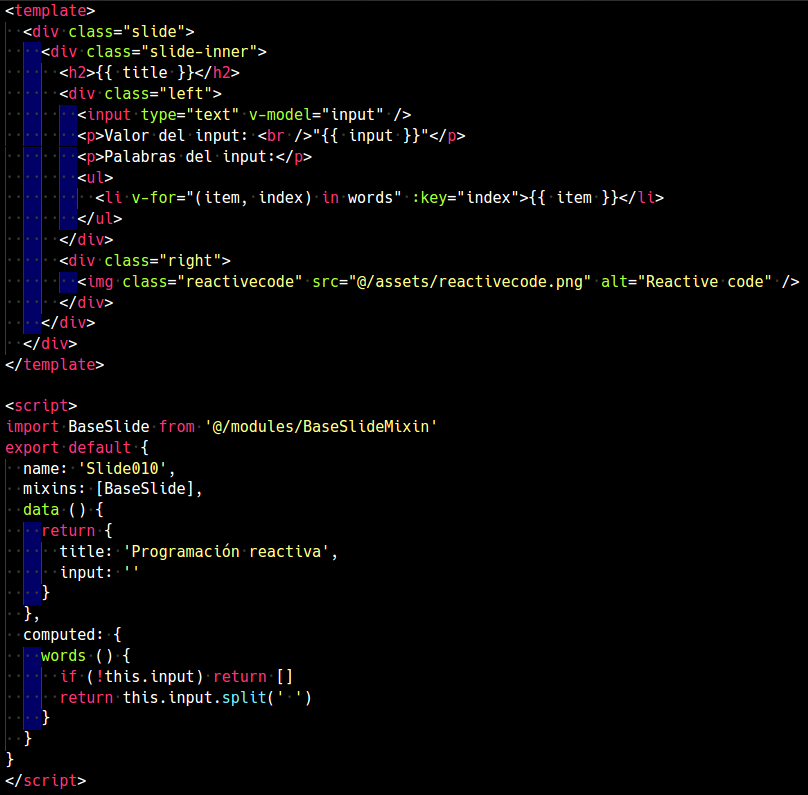 <template>
  <div class="slide">
    <div class="slide-inner">
      <h2>{{ title }}</h2>
      <div class="left">
        <input type="text" v-model="input" />
        <p>Valor del input: <br />"{{ input }}"</p>
        <p>Palabras del input:</p>
        <ul>
          <li v-for="(item, index) in words" :key="index">{{ item }}</li>
        </ul>
      </div>
      <div class="right">
        <img class="reactivecode" src="@/assets/reactivecode.png" alt="Reactive code" />
      </div>
    </div>
  </div>
</template>

<script>
import BaseSlide from '@/modules/BaseSlideMixin'
export default {
  name: 'Slide010',
  mixins: [BaseSlide],
  data () {
    return {
      title: 'Programación reactiva',
      input: ''
    }
  },
  computed: {
    words () {
      if (!this.input) return []
      return this.input.split(' ')
    }
  }
}
</script>